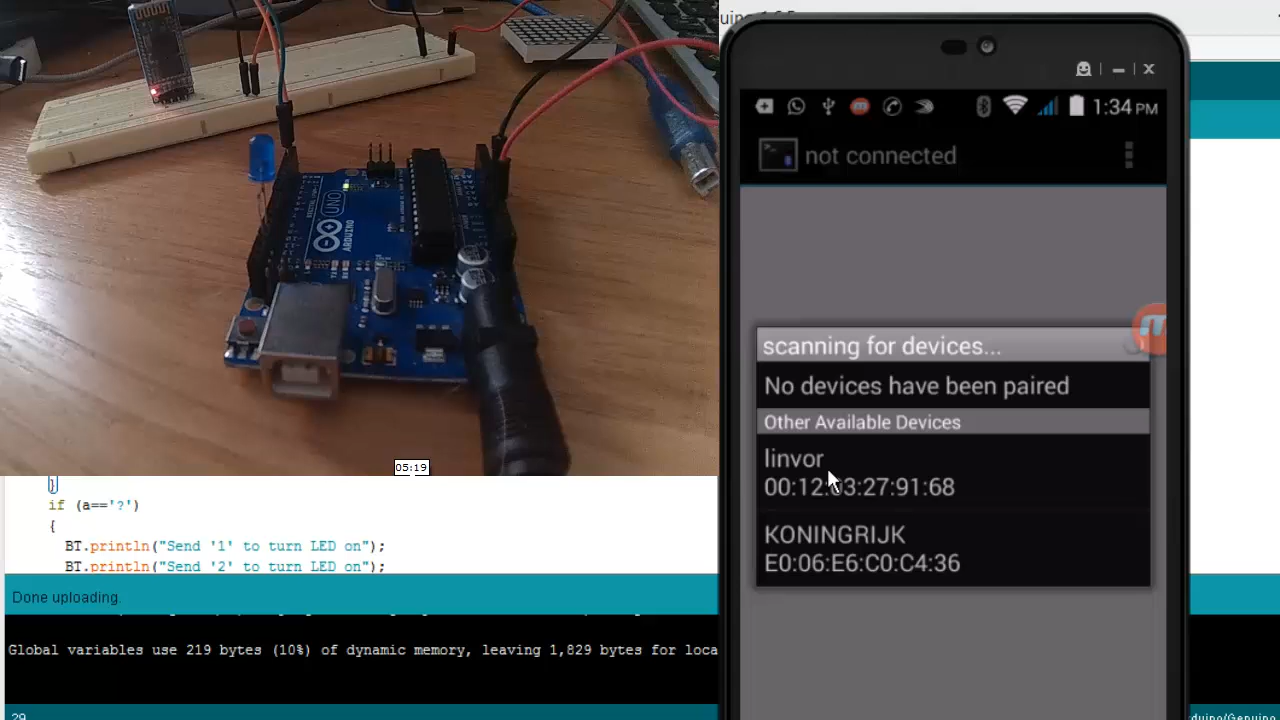 UNO
ARDUINO
05:19
}
if (a=='?')
{
BT.println("Send '1' to turn LED on");
BT.println("Send '2' to turn LED on");
Done uploading.
Global variables use 219 bytes (10%) of dynamic memory, leaving 1,829 bytes for loca
29
1:34 PM
not connected
scanning for devices...
No devices have been paired
Other Available Devices
linvor
00:12:03:27:91:68
KONINGRIJK
E0:06:E6:C0:C4:36